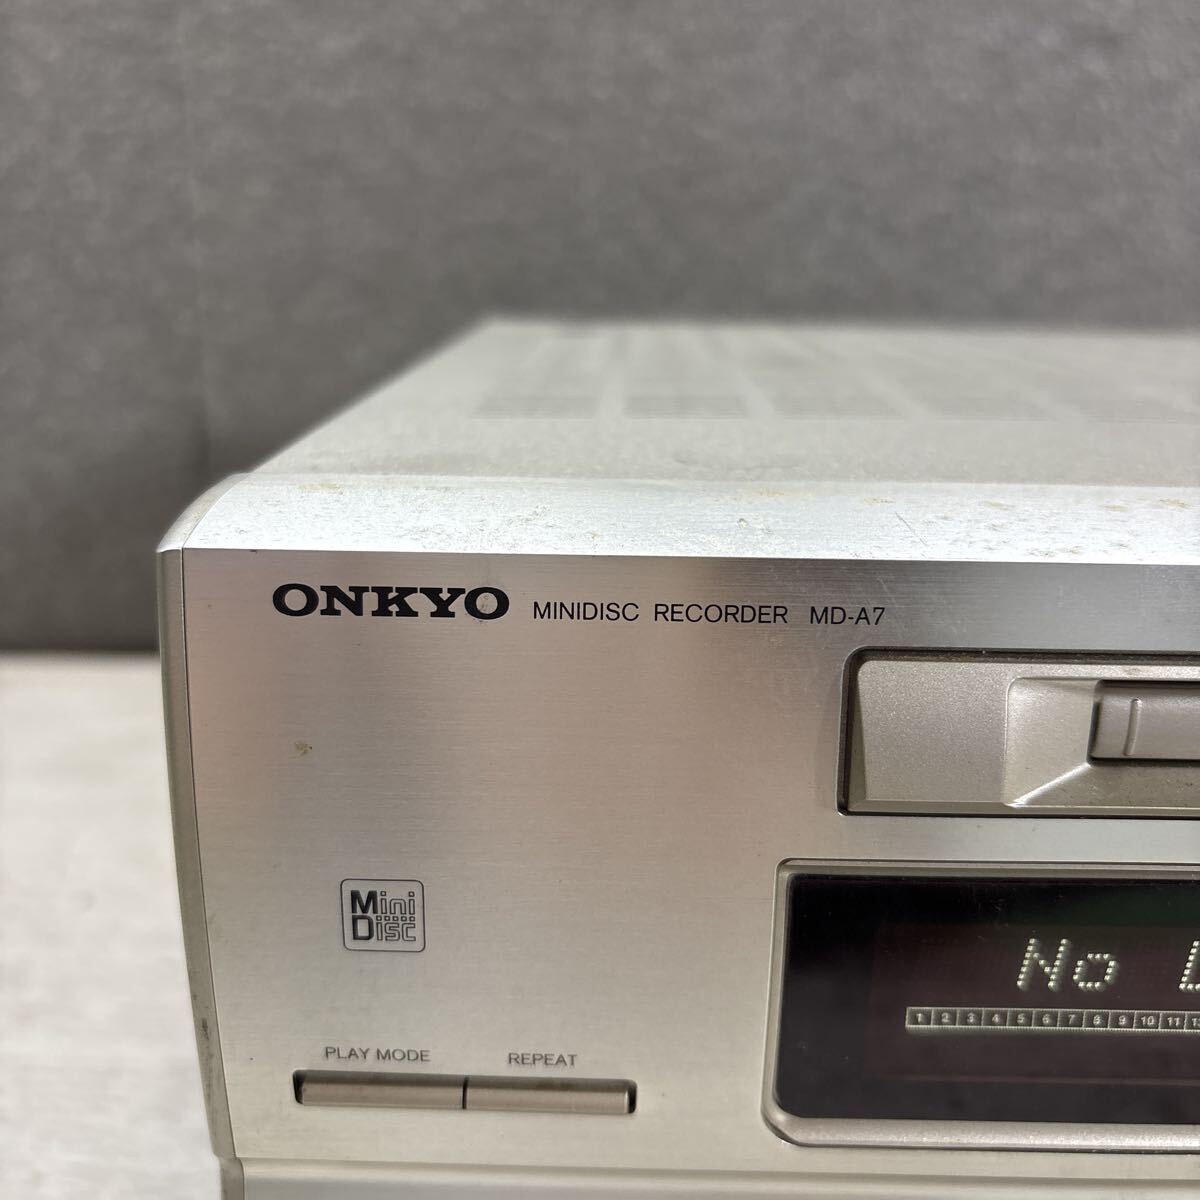 ONKYO MINIDISC RECORDER MD-A7
Mini
Disc
No
1 2 3 4 5 6 7 8 9 10 11
PLAY MODE REPEAT